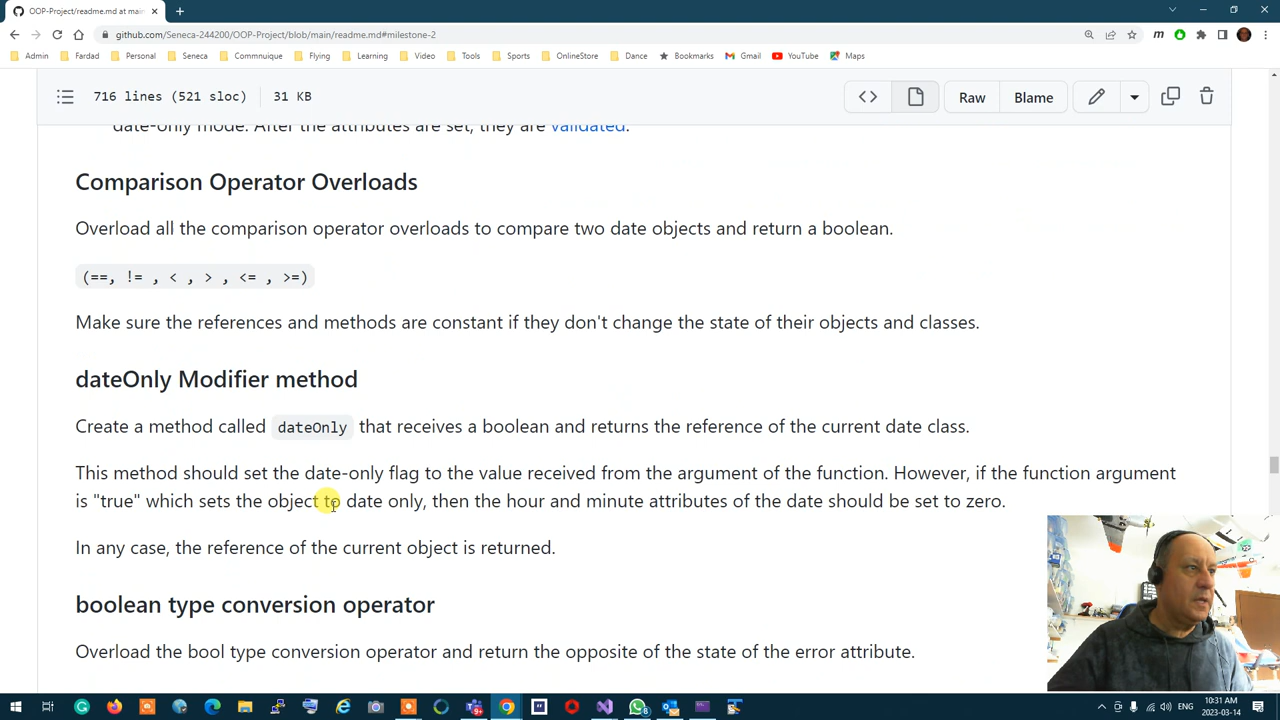 OOP-Project/readme.md at main
github.com/Seneca-244200/OOP-Project/blob/main/readme.md#milestone-2
Admin Fardad Personal Seneca Commnuique Flying Learning Video Tools Sports OnlineStore Dance Bookmarks Gmail YouTube Maps
716 lines (521 sloc) 31 KB Raw Blame
date-only mode. After the attributes are set, they are validated.
Comparison Operator Overloads
Overload all the comparison operator overloads to compare two date objects and return a boolean.
(==, != , < , > , <= , >=)
Make sure the references and methods are constant if they don't change the state of their objects and classes.
dateOnly Modifier method
Create a method called dateOnly that receives a boolean and returns the reference of the current date class.
This method should set the date-only flag to the value received from the argument of the function. However, if the function argument
is "true" which sets the object to date only, then the hour and minute attributes of the date should be set to zero.
In any case, the reference of the current object is returned.
boolean type conversion operator
Overload the bool type conversion operator and return the opposite of the state of the error attribute.
ENG
10:31 AM
2023-03-14